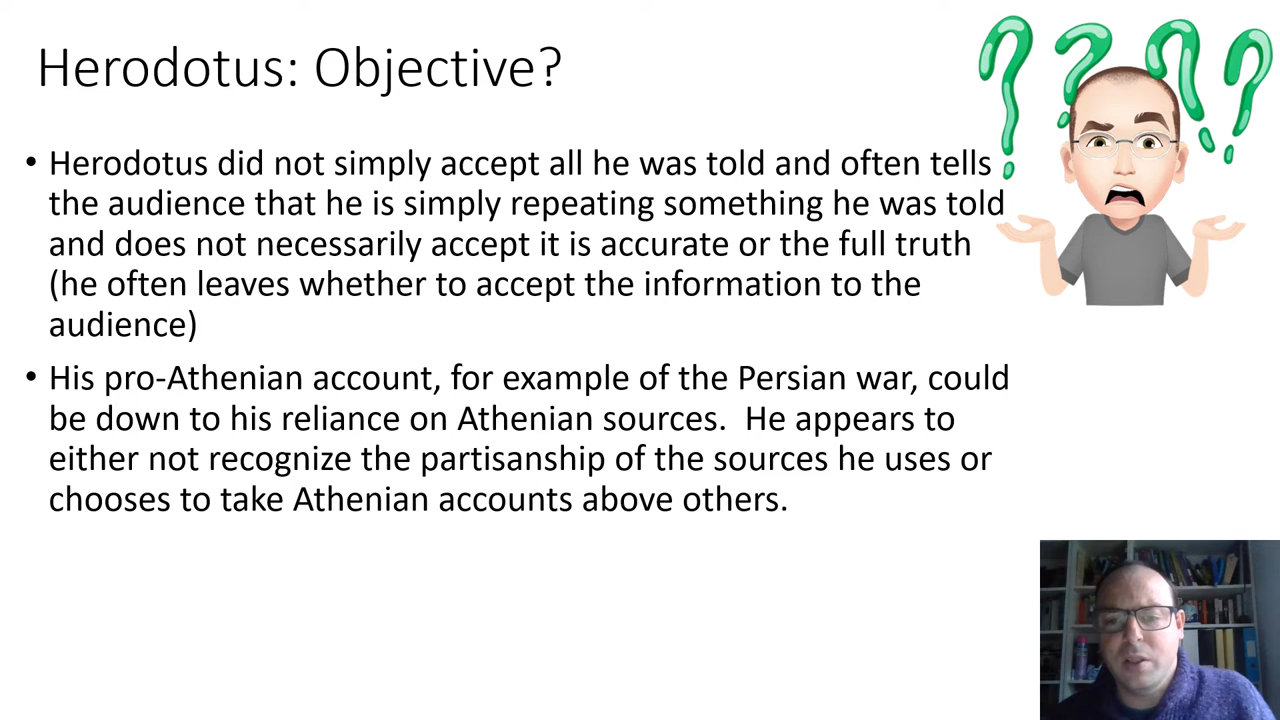 Herodotus: Objective?
• Herodotus did not simply accept all he was told and often tells
the audience that he is simply repeating something he was told
and does not necessarily accept it is accurate or the full truth
(he often leaves whether to accept the information to the
audience)
• His pro-Athenian account, for example of the Persian war, could
be down to his reliance on Athenian sources.  He appears to
either not recognize the partisanship of the sources he uses or
chooses to take Athenian accounts above others.